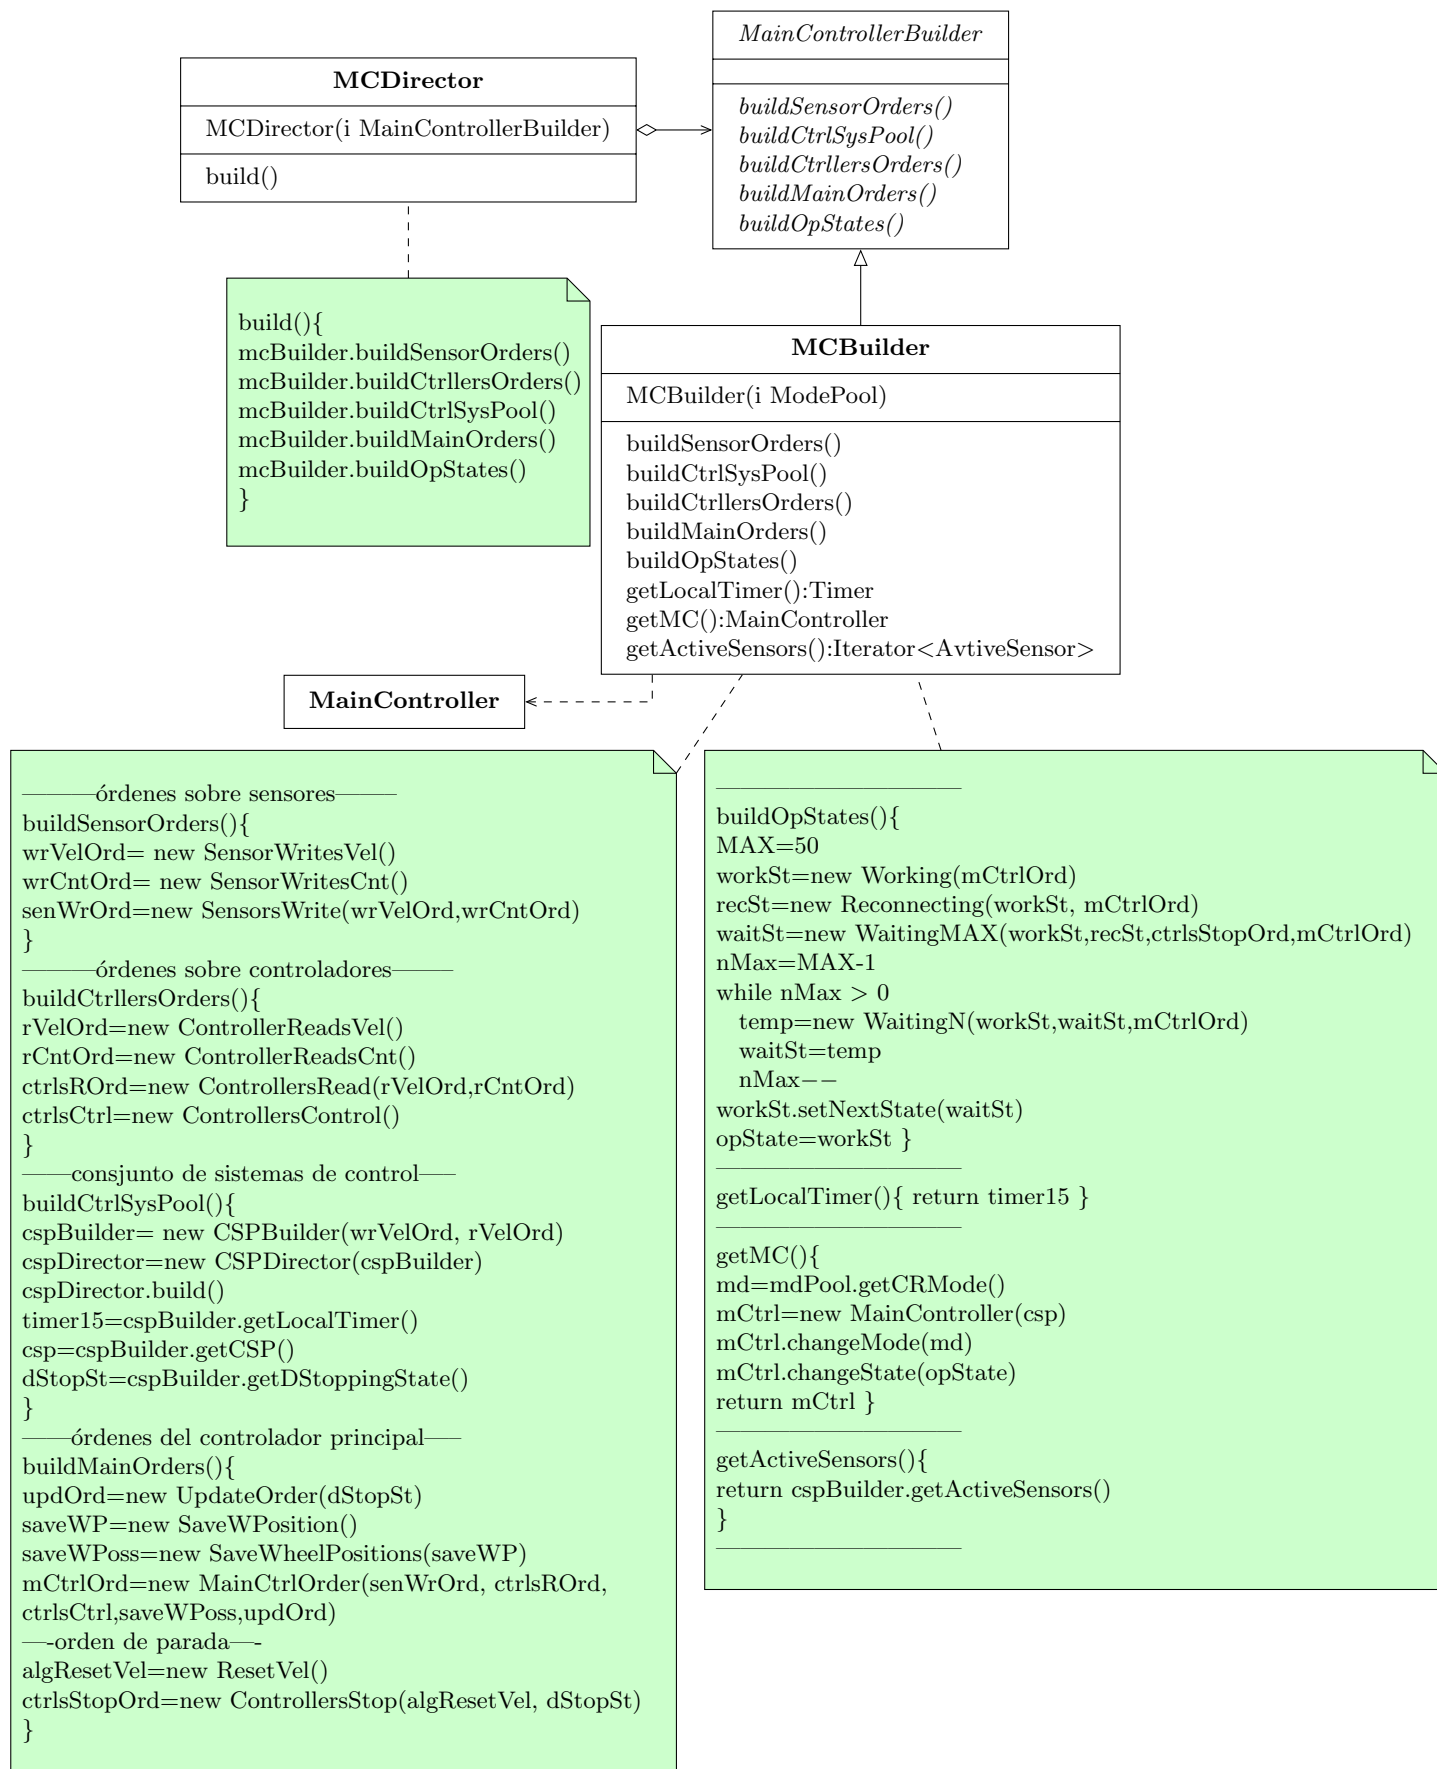 MainControllerBuilder
buildSensorOrders()
buildCtrlSysPool()
buildCtrllersOrders()
buildMainOrders()
buildOpStates()
MCDirector
MCDirector(i MainControllerBuilder)
build()
build(){
mcBuilder.buildSensorOrders()
mcBuilder.buildCtrllersOrders()
mcBuilder.buildCtrlSysPool()
mcBuilder.buildMainOrders()
mcBuilder.buildOpStates()
}
MCBuilder
MCBuilder(i ModePool)
buildSensorOrders()
buildCtrlSysPool()
buildCtrllersOrders()
buildMainOrders()
buildOpStates()
getLocalTimer():Timer
getMC():MainController
getActiveSensors():Iterator<AvtiveSensor>
MainController
———órdenes sobre sensores——–
buildSensorOrders(){
wrVelOrd= new SensorWritesVel()
wrCntOrd= new SensorWritesCnt()
senWrOrd=new SensorsWrite(wrVelOrd,wrCntOrd)
}
———órdenes sobre controladores——–
buildCtrllersOrders(){
rVelOrd=new ControllerReadsVel()
rCntOrd=new ControllerReadsCnt()
ctrlsROrd=new ControllersRead(rVelOrd,rCntOrd)
ctrlsCtrl=new ControllersControl()
}
——consjunto de sistemas de control—–
buildCtrlSysPool(){
cspBuilder= new CSPBuilder(wrVelOrd, rVelOrd)
cspDirector=new CSPDirector(cspBuilder)
cspDirector.build()
timer15=cspBuilder.getLocalTimer()
csp=cspBuilder.getCSP()
dStopSt=cspBuilder.getDStoppingState()
}
——órdenes del controlador principal—–
buildMainOrders(){
updOrd=new UpdateOrder(dStopSt)
saveWP=new SaveWPosition()
saveWPoss=new SaveWheelPositions(saveWP)
mCtrlOrd=new MainCtrlOrder(senWrOrd, ctrlsROrd,
ctrlsCtrl,saveWPoss,updOrd)
—-orden de parada—-
algResetVel=new ResetVel()
ctrlsStopOrd=new ControllersStop(algResetVel, dStopSt)
}
——————————
buildOpStates(){
MAX=50
workSt=new Working(mCtrlOrd)
recSt=new Reconnecting(workSt, mCtrlOrd)
waitSt=new WaitingMAX(workSt,recSt,ctrlsStopOrd,mCtrlOrd)
nMax=MAX-1
while nMax > 0
temp=new WaitingN(workSt,waitSt,mCtrlOrd)
waitSt=temp
nMax−−
workSt.setNextState(waitSt)
opState=workSt }
——————————
getLocalTimer(){ return timer15 }
——————————
getMC(){
md=mdPool.getCRMode()
mCtrl=new MainController(csp)
mCtrl.changeMode(md)
mCtrl.changeState(opState)
return mCtrl }
——————————
getActiveSensors(){
return cspBuilder.getActiveSensors()
}
——————————